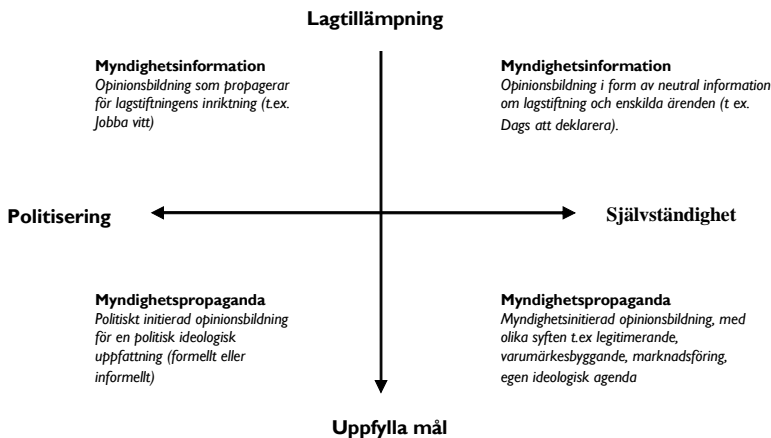 Lagtillämpning
Myndighetsinformation
Opinionsbildning som propagerar
för lagstiftningens inriktning (t.ex.
Jobba vitt)
Myndighetsinformation
Opinionsbildning i form av neutral information
om lagstiftning och enskilda ärenden (t ex.
Dags att deklarera).
Politisering
Självständighet
Myndighetspropaganda
Politiskt initierad opinionsbildning
för en politisk ideologisk
uppfattning (formellt eller
informellt)
Myndighetspropaganda
Myndighetsinitierad opinionsbildning, med
olika syften t.ex legitimerande,
varumärkesbyggande, marknadsföring,
egen ideologisk agenda
Uppfylla mål